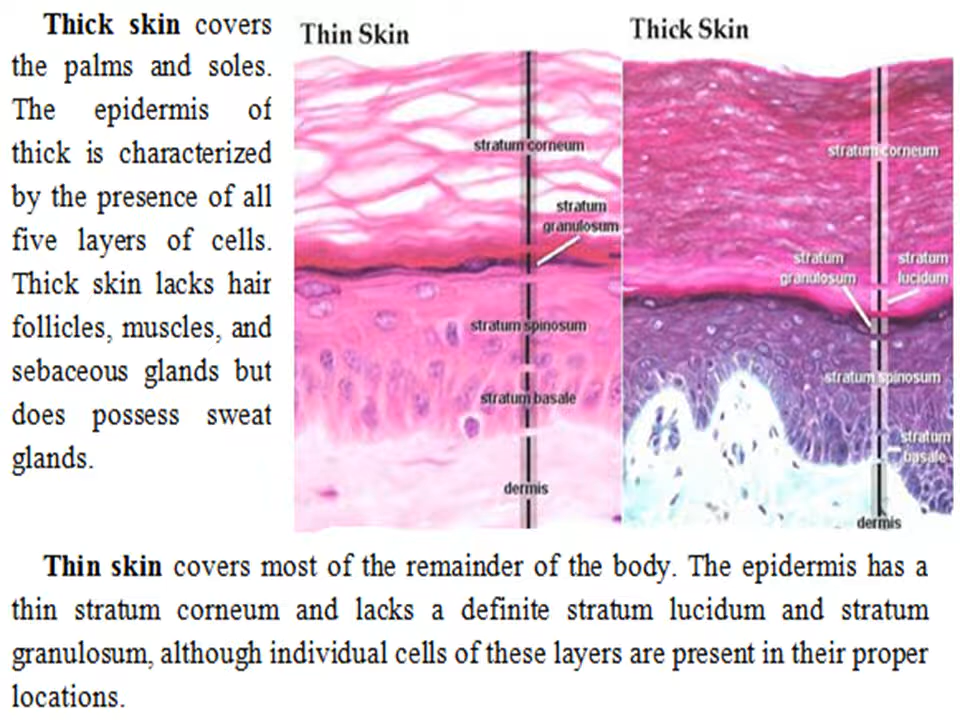 Thick skin covers
the palms and soles.
The epidermis of
thick is characterized
by the presence of all
five layers of cells.
Thick skin lacks hair
follicles, muscles, and
sebaceous glands but
does possess sweat
glands.
Thin Skin
stratum corneum
stratum
granulosum
stratum spinosum
stratum basale
dermis
Thick Skin
stratum corneum
stratum
granulosum
stratum
lucidum
stratum spinosum
stratum
basale
dermis
Thin skin covers most of the remainder of the body. The epidermis has a
thin stratum corneum and lacks a definite stratum lucidum and stratum
granulosum, although individual cells of these layers are present in their proper
locations.